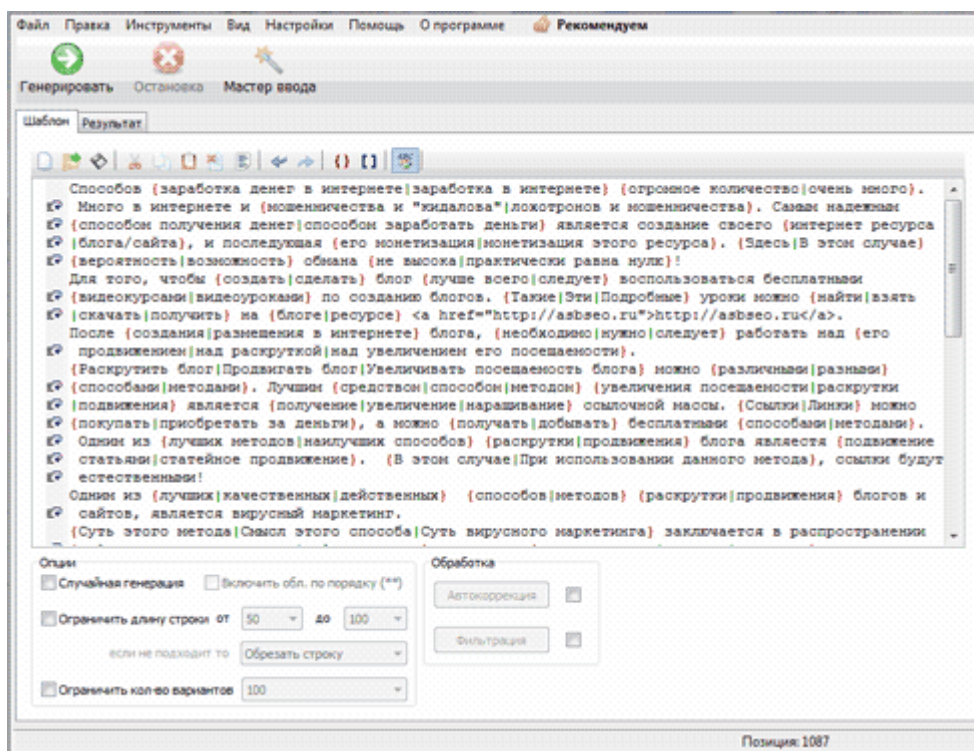 Файл Правка Инструменты Вид Настройки Помощь О программе Рекомендуем
Генерировать Остановка Мастер ввода
Шаблон Результат
Способов {заработка денег в интернете|заработка в интернете} {огромное количество|очень много}.
Много в интернете и {мошенничества и "кидалова"|лохотронов и мошенничества}. Самым надежным
{способом получения денег|способом заработать деньги} является создание своего {интернет ресурса
|блога/сайта}, и последующая {его монетизация|монетизация этого ресурса}. {Здесь|В этом случае}
{вероятность|возможность} обмана {не высока|практически равна нулю}!
Для того, чтобы {создать|сделать} блог {лучше всего|следует} воспользоваться бесплатными
{видеокурсами|видеоуроками} по созданию блогов. {Такие|Эти|Подробные} уроки можно {найти|взять
|скачать|получить} на {блоге|ресурсе} <a href="http://asbseo.ru">http://asbseo.ru</a>.
После {создания|размещения в интернете} блога, {необходимо|нужно|следует} работать над {его
продвижением|над раскруткой|над увеличением его посещаемости}.
{Раскрутить блог|Продвигать блог|Увеличивать посещаемость блога} можно {различными|разными}
{способами|методами}. Лучшим {средством|способом|методом} {увеличения посещаемости|раскрутки
|подвижения} является {получение|увеличение|наращивание} ссылочной массы. {Ссылки|Линки} можно
{покупать|приобретать за деньги}, а можно {получать|добывать} бесплатными {способами|методами}.
Одним из {лучших методов|наилучших способов} {раскрутки|продвижения} блога являестя {подвижение
статьями|статейное продвижение}. {В этом случае|При использовании данного метода}, ссылки будут
естественными!
Одним из {лучших|качественных|действенных} {способов|методов} {раскрутки|продвижения} блогов и
сайтов, является вирусный маркетинг.
{Суть этого метода|Смысл этого способа|Суть вирусного маркетинга} заключается в распространении
Опции
Случайная генерация Включить обл. по порядку (**)
Ограничить длину строки от 50 до 100
если не подходит то Обрезать строку
Ограничить кол-во вариантов 100
Обработка
Автокоррекция
Фильтрация
Позиция: 1087